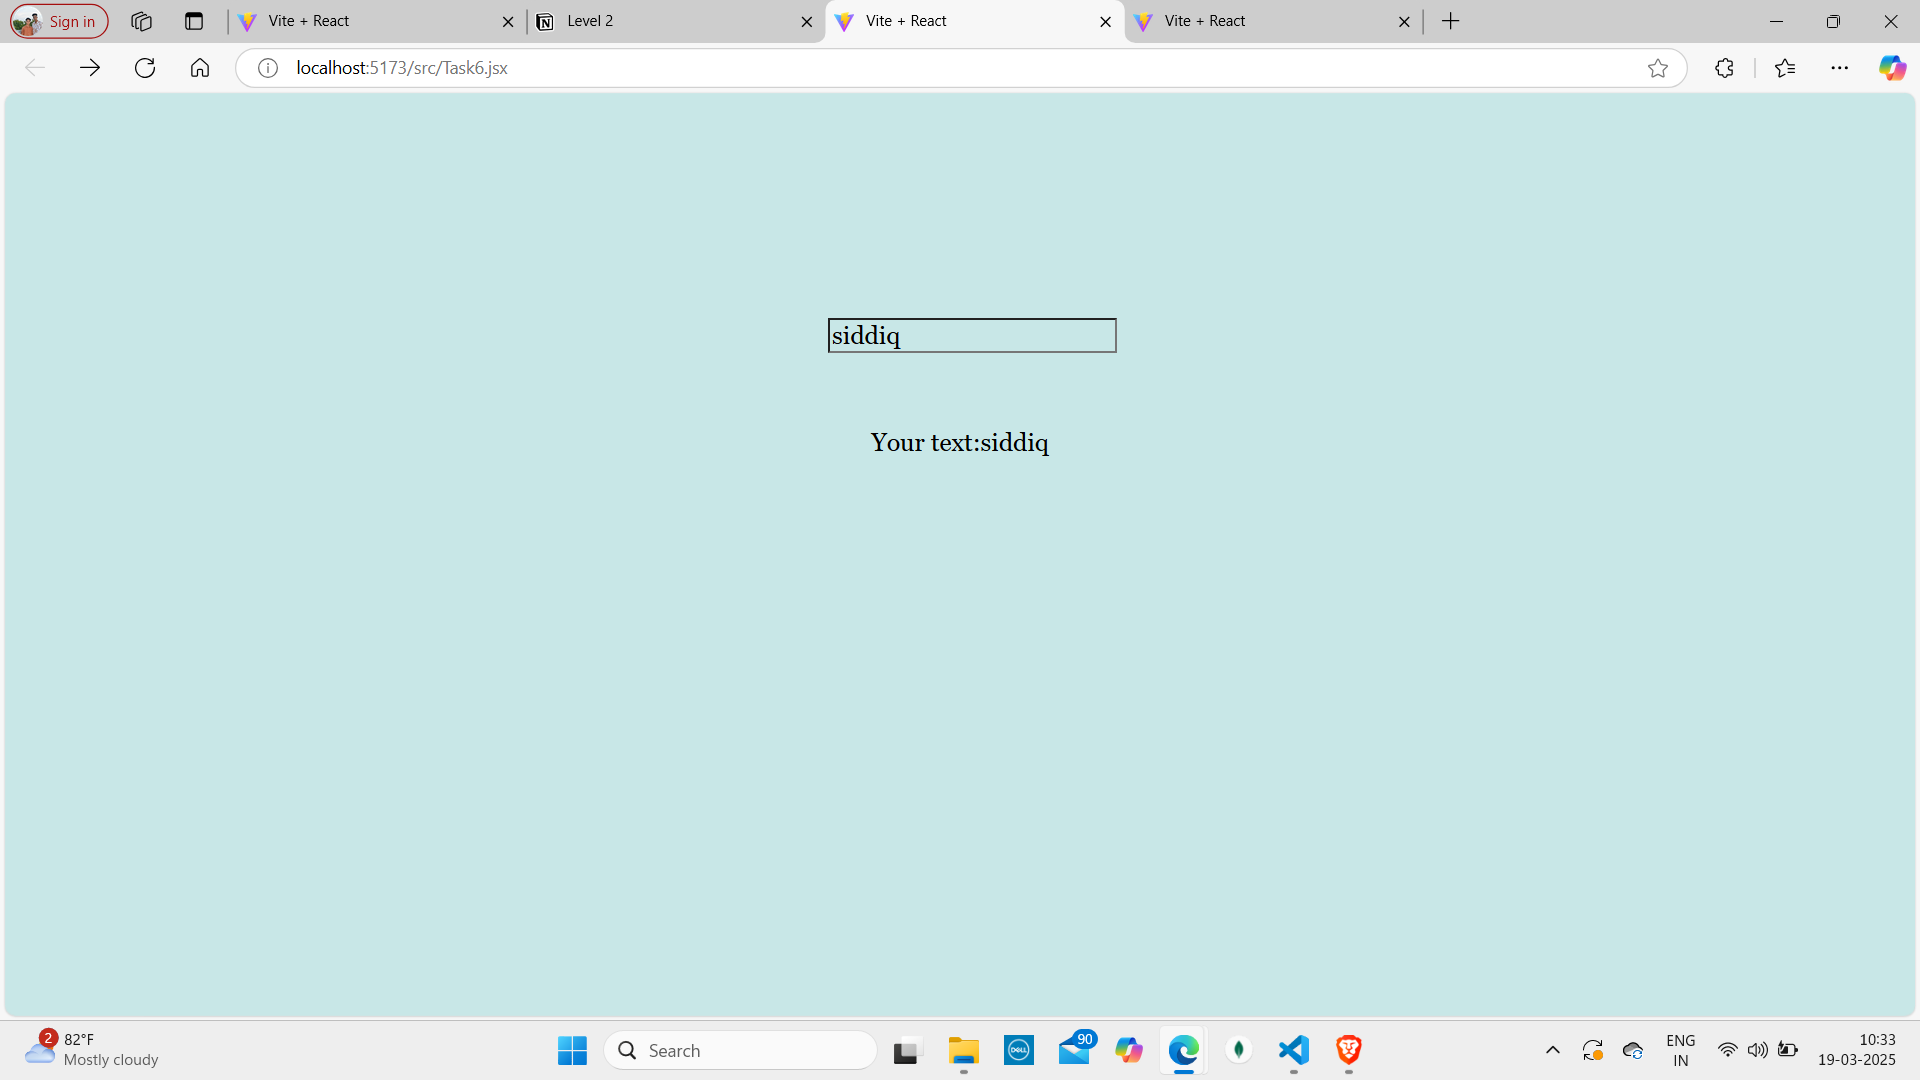 Sign in
Vite + React
Level 2
Vite + React
Vite + React
localhost:5173/src/Task6.jsx
siddiq
Your text:siddiq
2
82°F
Mostly cloudy
Search
DELL
90
ENG
IN
10:33
19-03-2025